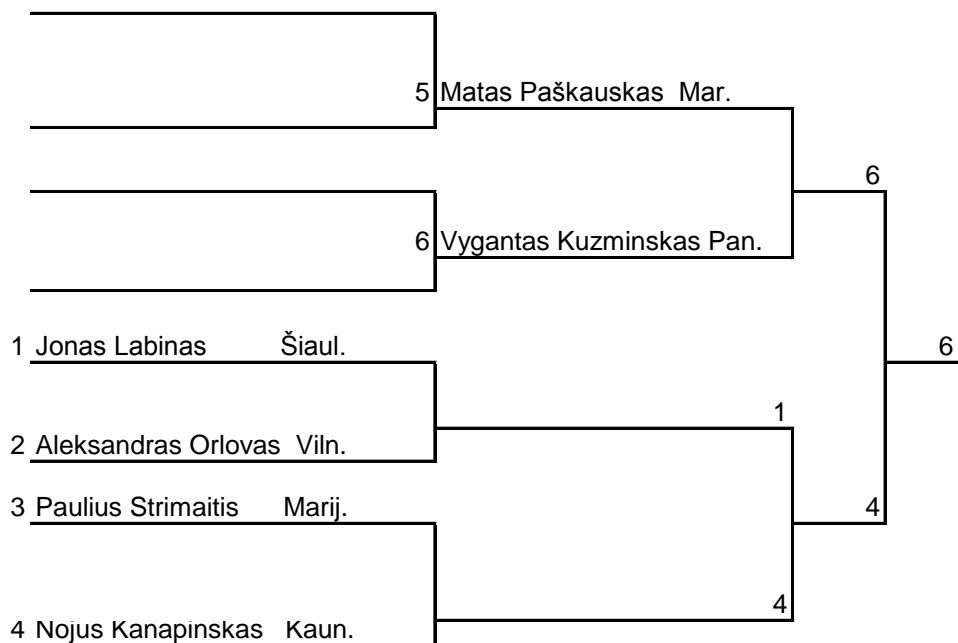 5 Matas Paškauskas Mar.
6
6 Vygantas Kuzminskas Pan.
1 Jonas Labinas Šiaul.
6
1
2 Aleksandras Orlovas Viln.
3 Paulius Strimaitis Marij.
4
4
4 Nojus Kanapinskas Kaun.